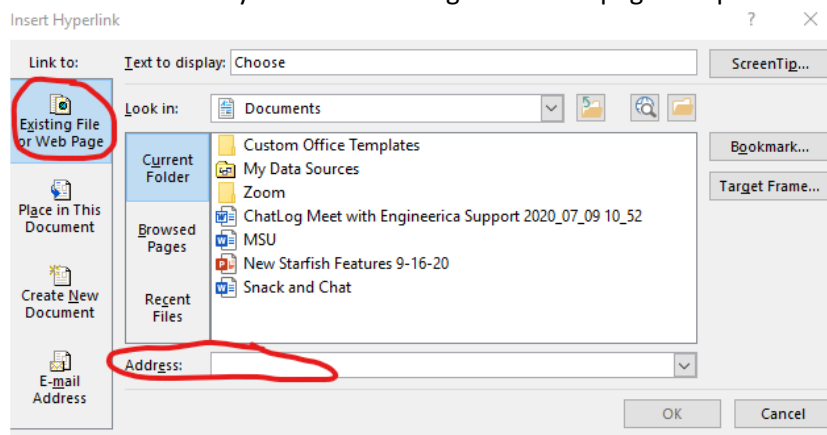 Insert Hyperlink ? ×
Link to:
Text to display: Choose
ScreenTip...
Existing File
or Web Page
Look in: Documents
Current
Folder
Custom Office Templates
My Data Sources
Zoom
ChatLog Meet with Engineerica Support 2020_07_09 10_52
MSU
New Starfish Features 9-16-20
Snack and Chat
Bookmark...
Target Frame...
Place in This
Document
Browsed
Pages
Create New
Document
Recent
Files
E-mail
Address
Address:
OK Cancel